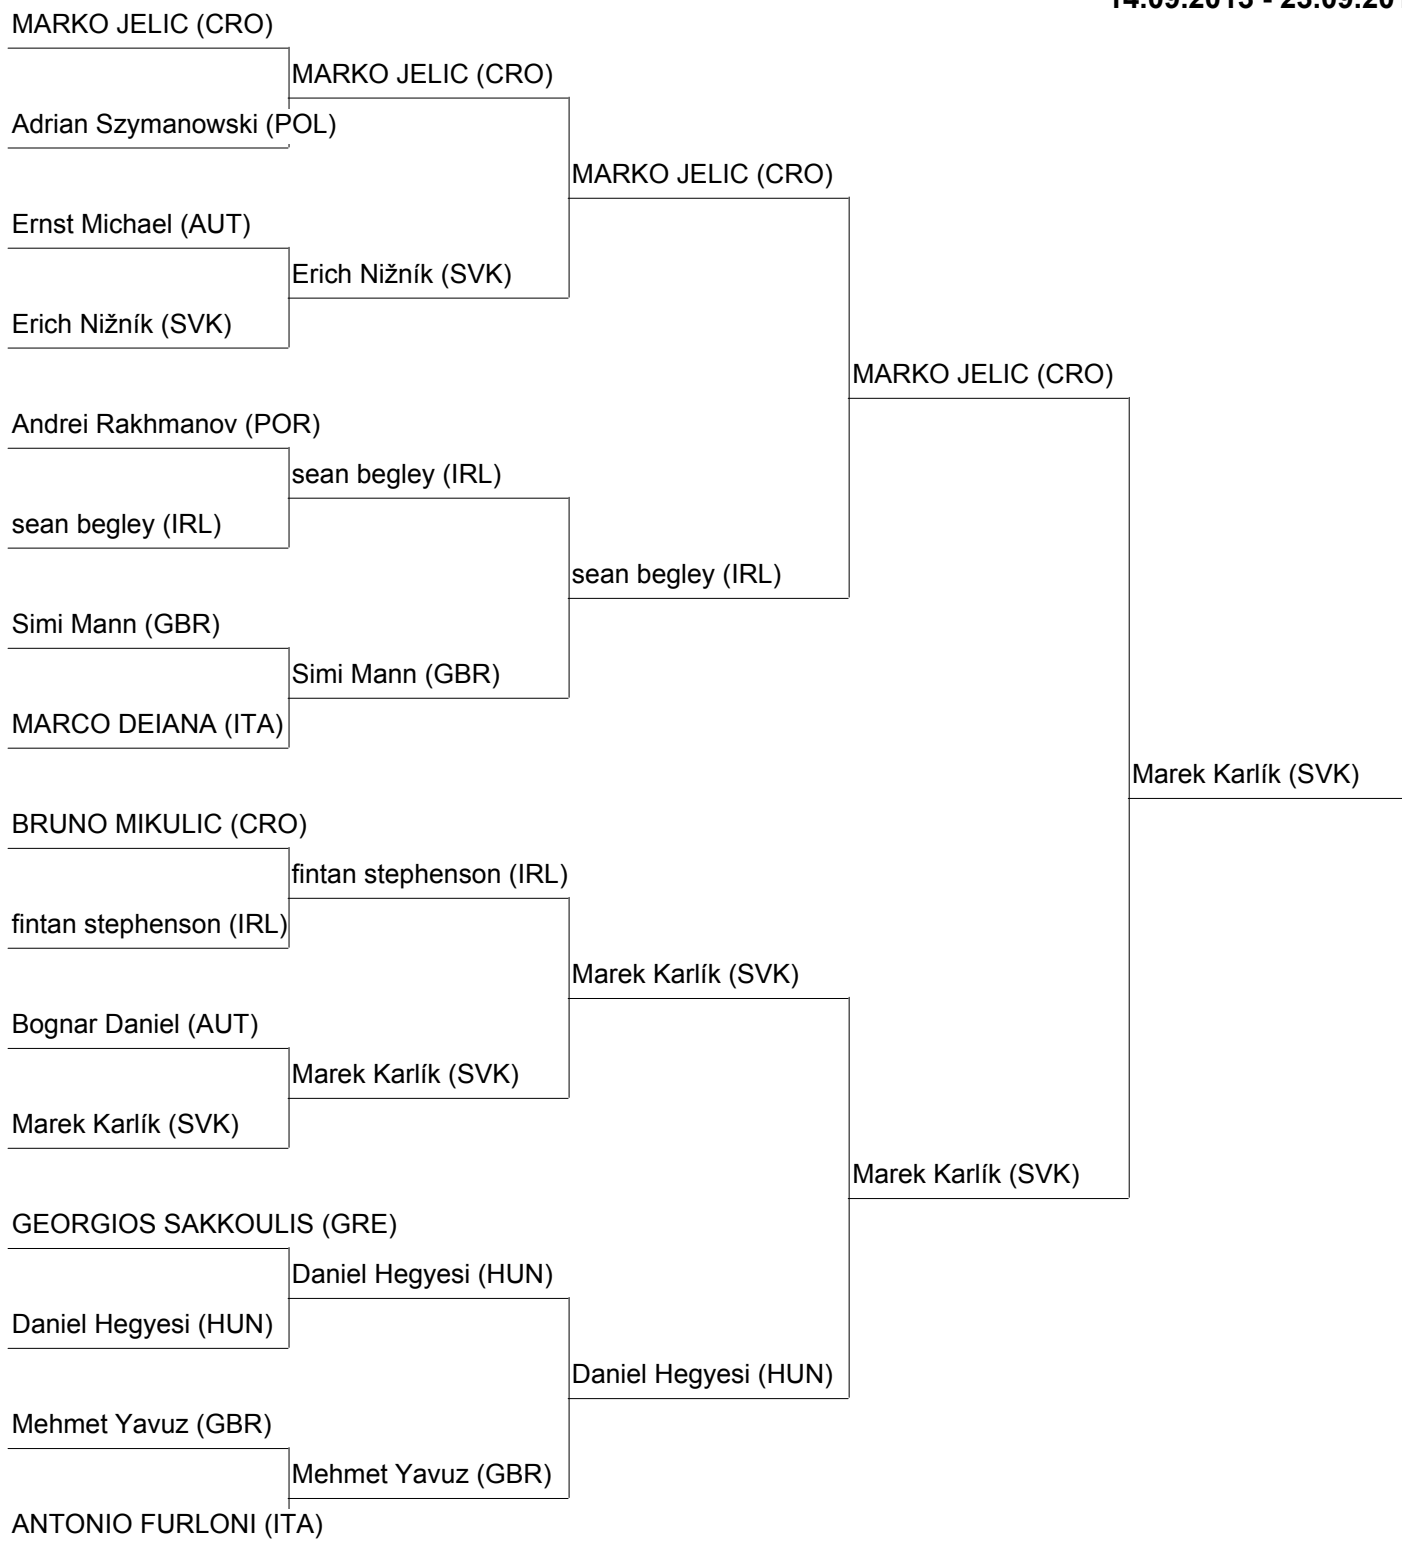 MARKO JELIC (CRO)
MARKO JELIC (CRO)
Adrian Szymanowski (POL)
MARKO JELIC (CRO)
Ernst Michael (AUT)
Erich Nižník (SVK)
Erich Nižník (SVK)
MARKO JELIC (CRO)
Andrei Rakhmanov (POR)
sean begley (IRL)
sean begley (IRL)
sean begley (IRL)
Simi Mann (GBR)
Simi Mann (GBR)
MARCO DEIANA (ITA)
Marek Karlík (SVK)
BRUNO MIKULIC (CRO)
fintan stephenson (IRL)
fintan stephenson (IRL)
Marek Karlík (SVK)
Bognar Daniel (AUT)
Marek Karlík (SVK)
Marek Karlík (SVK)
Marek Karlík (SVK)
GEORGIOS SAKKOULIS (GRE)
Daniel Hegyesi (HUN)
Daniel Hegyesi (HUN)
Daniel Hegyesi (HUN)
Mehmet Yavuz (GBR)
Mehmet Yavuz (GBR)
ANTONIO FURLONI (ITA)